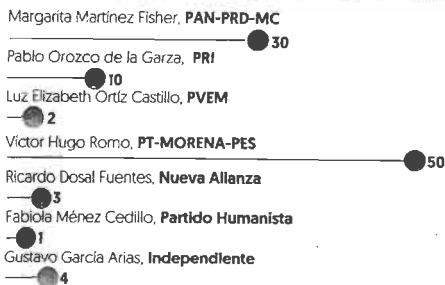 Margarita Martínez Fisher, PAN-PRD-MC
30
Pablo Orozco de la Garza, PRI
10
Luz Elizabeth Ortíz Castillo, PVEM
2
Víctor Hugo Romo, PT-MORENA-PES
50
Ricardo Dosal Fuentes, Nueva Alianza
3
Fabiola Ménez Cedillo, Partido Humanista
1
Gustavo García Arias, Independiente
4